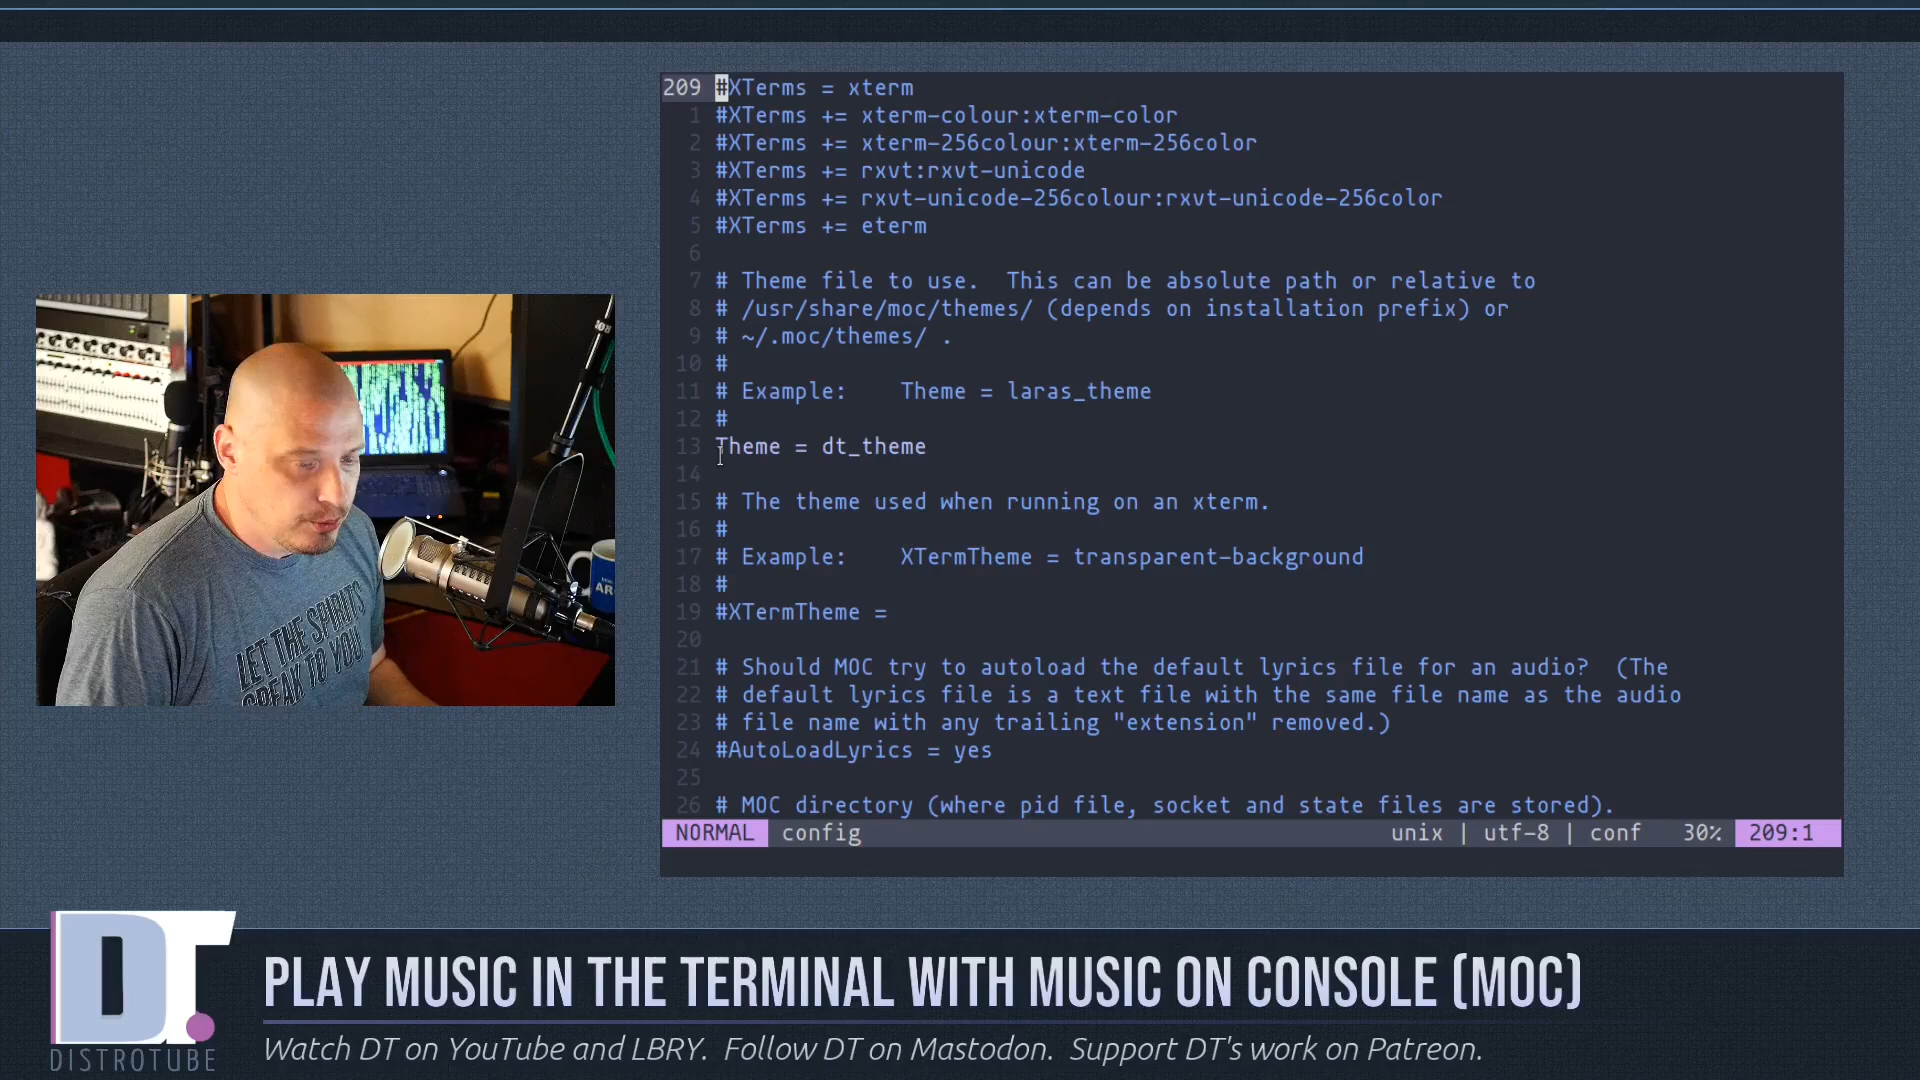 209 #XTerms = xterm
1 #XTerms += xterm-colour:xterm-color
2 #XTerms += xterm-256colour:xterm-256color
3 #XTerms += rxvt:rxvt-unicode
4 #XTerms += rxvt-unicode-256colour:rxvt-unicode-256color
5 #XTerms += eterm
6
7 # Theme file to use.  This can be absolute path or relative to
8 # /usr/share/moc/themes/ (depends on installation prefix) or
9 # ~/.moc/themes/ .
10 #
11 # Example:    Theme = laras_theme
12 #
13 Theme = dt_theme
14
15 # The theme used when running on an xterm.
16 #
17 # Example:    XTermTheme = transparent-background
18 #
19 #XTermTheme =
20
21 # Should MOC try to autoload the default lyrics file for an audio?  (The
22 # default lyrics file is a text file with the same file name as the audio
23 # file name with any trailing "extension" removed.)
24 #AutoLoadLyrics = yes
25
26 # MOC directory (where pid file, socket and state files are stored).
NORMAL config unix | utf-8 | conf 30% 209:1
LET THE SPIRITS
SPEAK TO YOU
AR
DT
DISTROTUBE
PLAY MUSIC IN THE TERMINAL WITH MUSIC ON CONSOLE (MOC)
Watch DT on YouTube and LBRY.  Follow DT on Mastodon.  Support DT's work on Patreon.